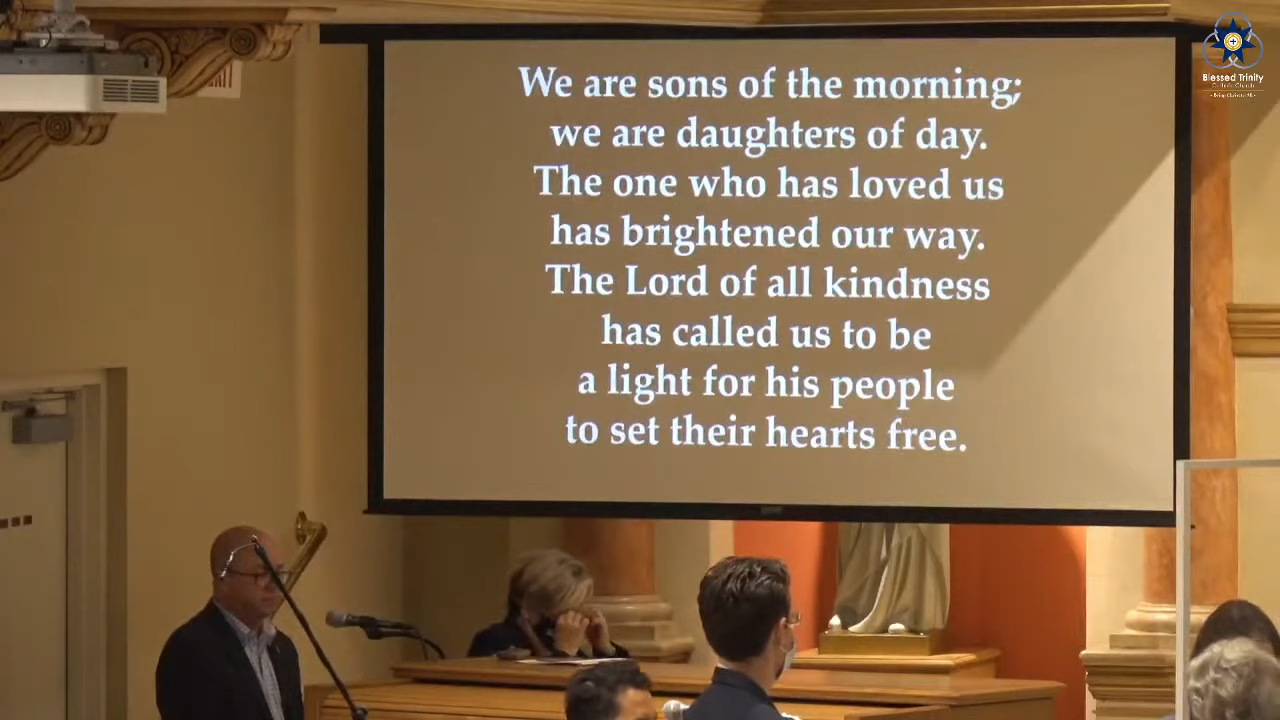 We are sons of the morning;
we are daughters of day.
The one who has loved us
has brightened our way.
The Lord of all kindness
has called us to be
a light for his people
to set their hearts free.
Blessed Trinity
Catholic Church